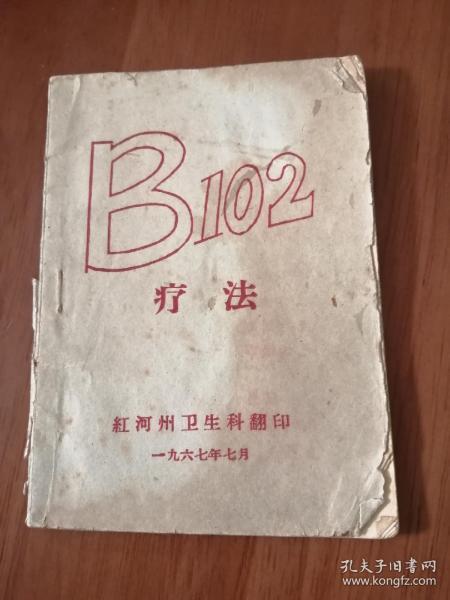 B102
疗法
紅河州卫生科翻印
一九六七年七月
孔夫子旧书网
www.kongfz.com